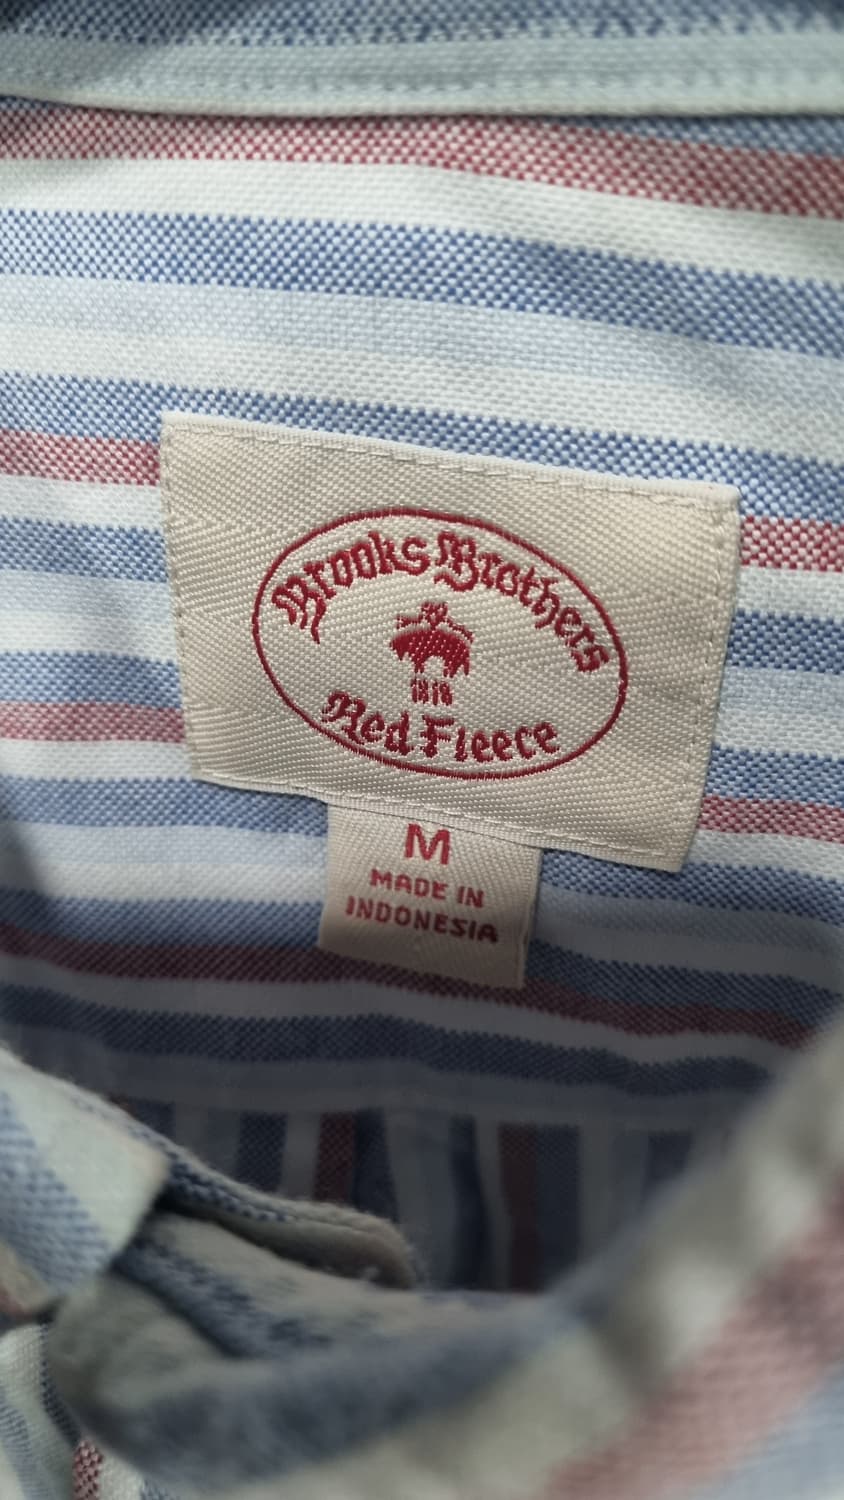 Brooks Brothers
1818
Red Fleece
M
MADE IN
INDONESIA